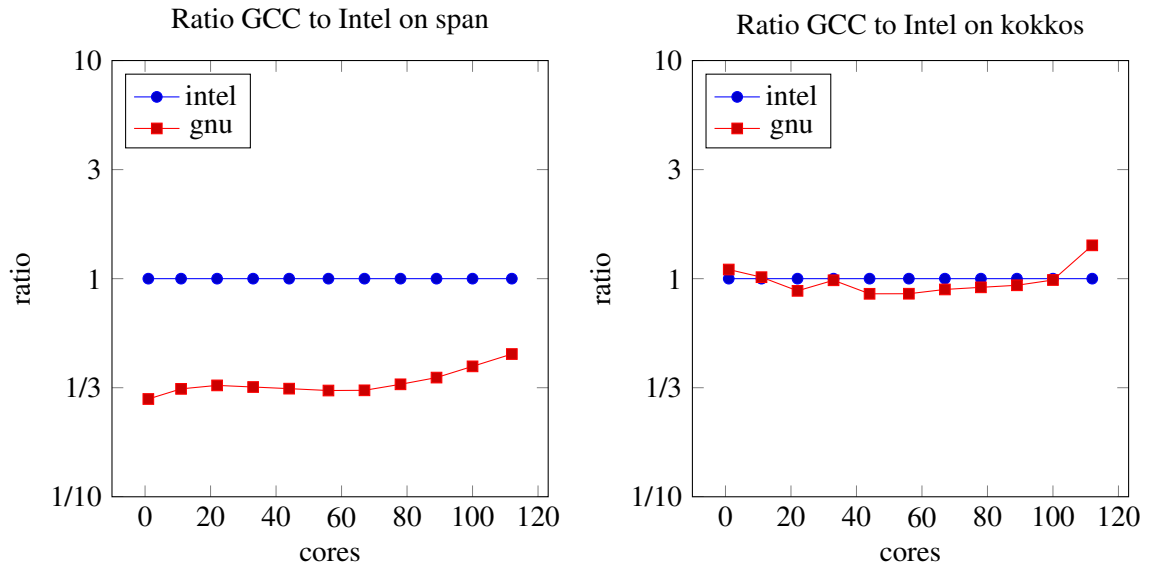 Ratio GCC to Intel on span
10
3
1
1/3
1/10
ratio
intel
gnu
0 20 40 60 80 100 120
cores
Ratio GCC to Intel on kokkos
10
3
1
1/3
1/10
ratio
intel
gnu
0 20 40 60 80 100 120
cores